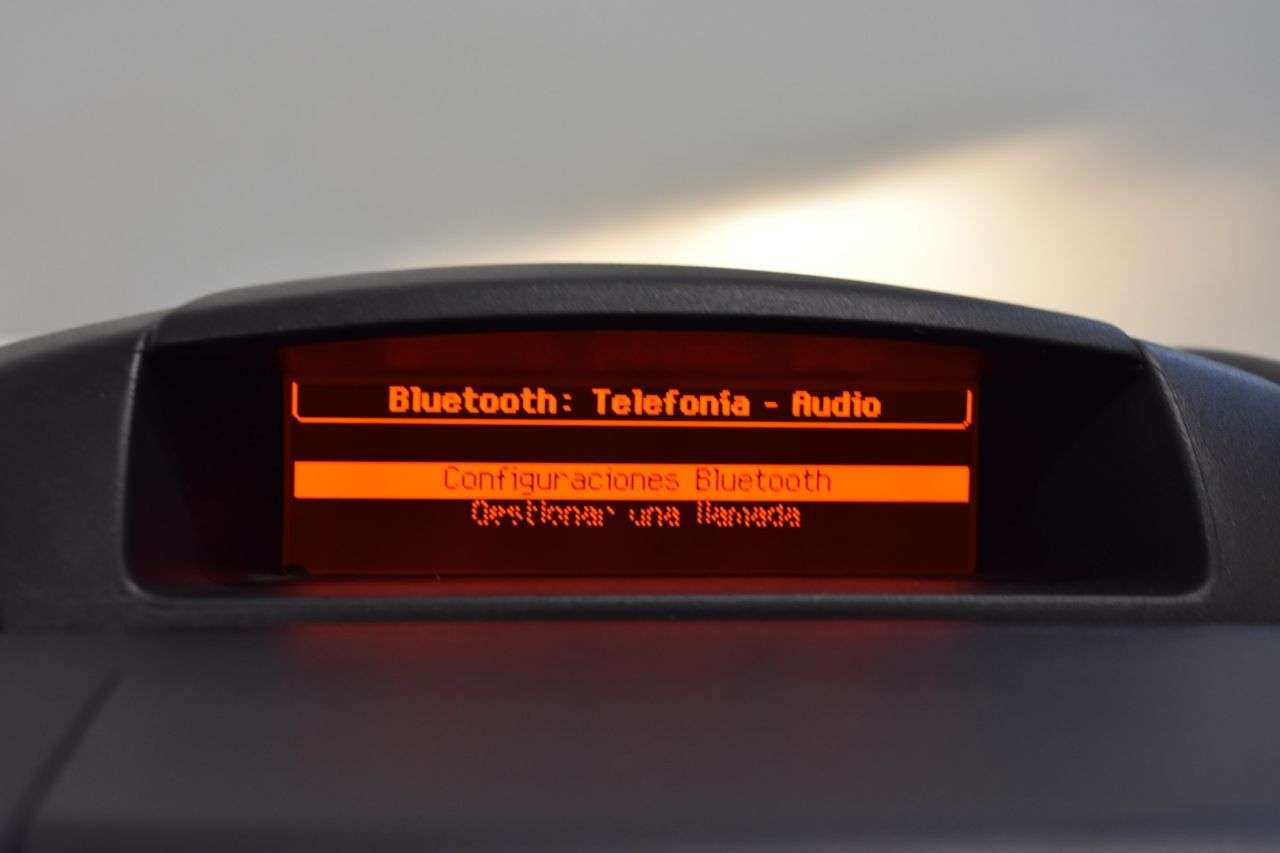 Bluetooth: Telefonía - Audio
Configuraciones Bluetooth
Gestionar una llamada